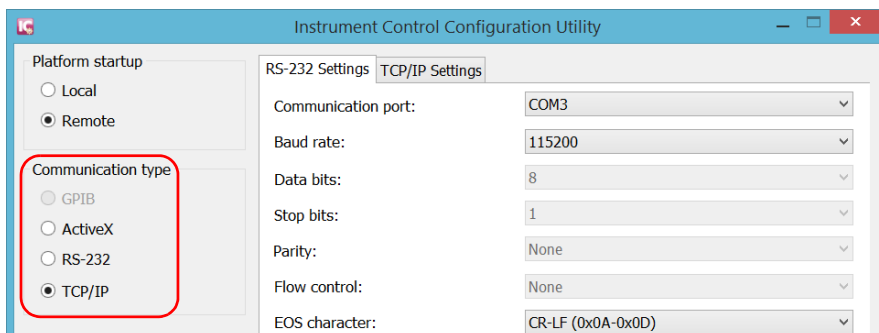 Instrument Control Configuration Utility
Platform startup
Local
Remote
Communication type
GPIB
ActiveX
RS-232
TCP/IP
RS-232 Settings TCP/IP Settings
Communication port: COM3
Baud rate: 115200
Data bits: 8
Stop bits: 1
Parity: None
Flow control: None
EOS character: CR-LF (0x0A-0x0D)